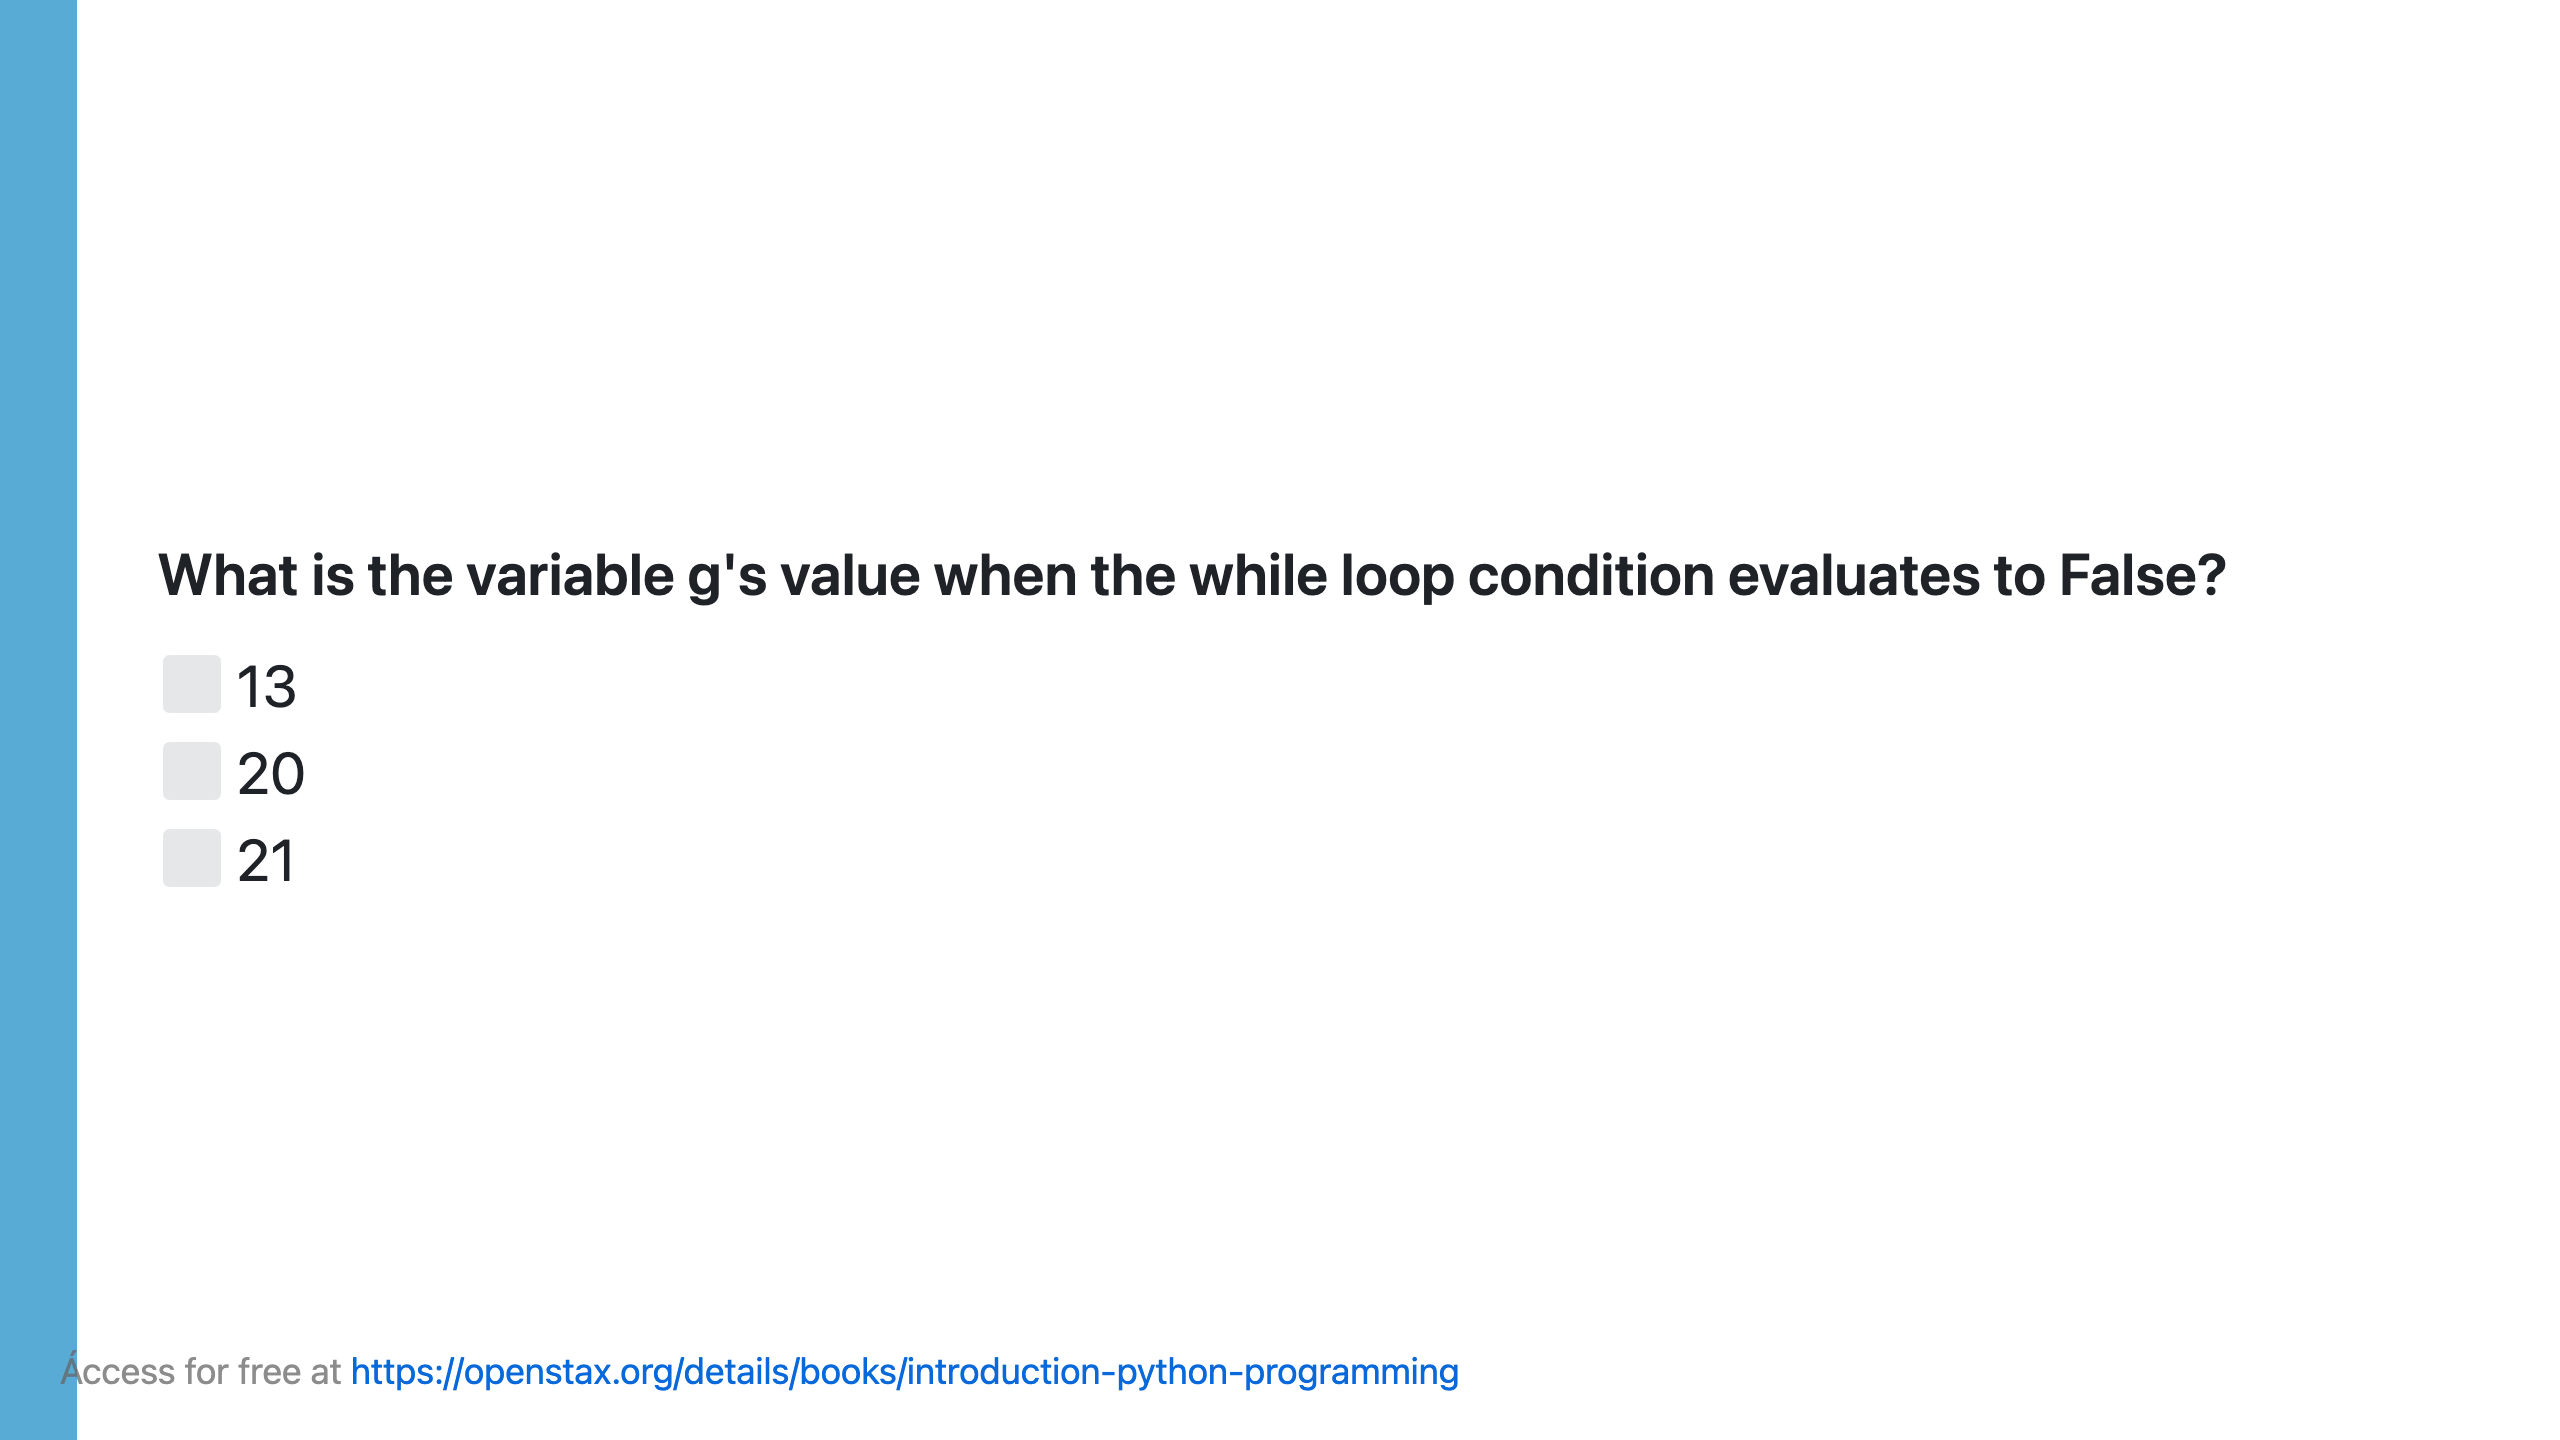 What is the variable g's value when the while loop condition evaluates to False?
13
20
21
Áccess for free at https://openstax.org/details/books/introduction-python-programming